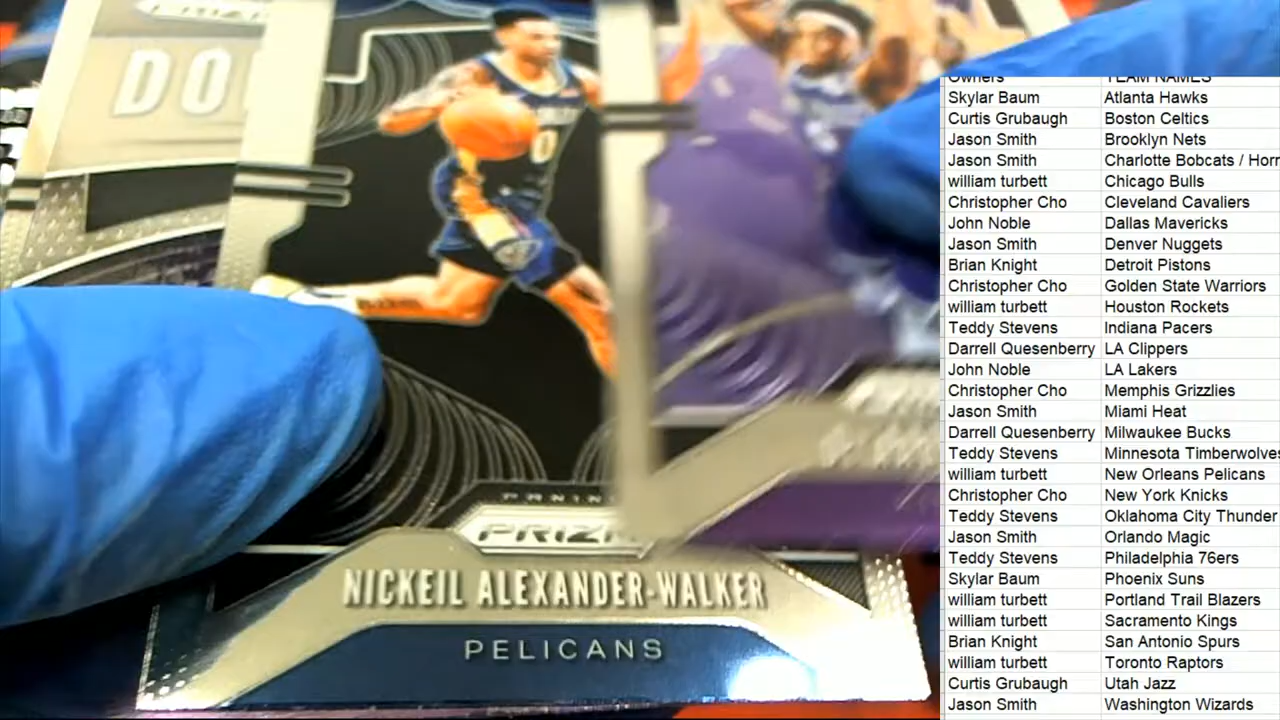 DO
0
PANINI
PRIZM
NICKEIL ALEXANDER-WALKER
PELICANS
Owners TEAM NAMES
Skylar Baum Atlanta Hawks
Curtis Grubaugh Boston Celtics
Jason Smith Brooklyn Nets
Jason Smith Charlotte Bobcats / Horr
william turbett Chicago Bulls
Christopher Cho Cleveland Cavaliers
John Noble Dallas Mavericks
Jason Smith Denver Nuggets
Brian Knight Detroit Pistons
Christopher Cho Golden State Warriors
william turbett Houston Rockets
Teddy Stevens Indiana Pacers
Darrell Quesenberry LA Clippers
John Noble LA Lakers
Christopher Cho Memphis Grizzlies
Jason Smith Miami Heat
Darrell Quesenberry Milwaukee Bucks
Teddy Stevens Minnesota Timberwolves
william turbett New Orleans Pelicans
Christopher Cho New York Knicks
Teddy Stevens Oklahoma City Thunder
Jason Smith Orlando Magic
Teddy Stevens Philadelphia 76ers
Skylar Baum Phoenix Suns
william turbett Portland Trail Blazers
william turbett Sacramento Kings
Brian Knight San Antonio Spurs
william turbett Toronto Raptors
Curtis Grubaugh Utah Jazz
Jason Smith Washington Wizards